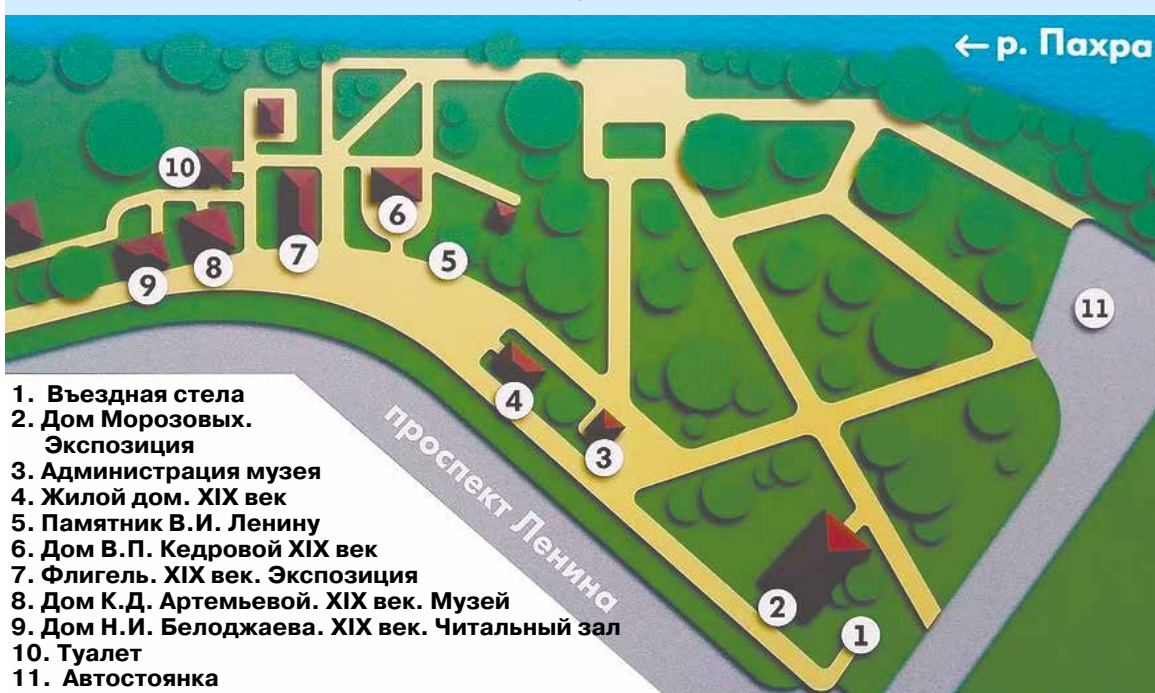 ← р. Пахра
10
6
7
5
8
9
11
4
3
2
1
проспект Ленина
1. Въездная стела
2. Дом Морозовых.
Экспозиция
3. Администрация музея
4. Жилой дом. XIX век
5. Памятник В.И. Ленину
6. Дом В.П. Кедровой XIX век
7. Флигель. XIX век. Экспозиция
8. Дом К.Д. Артемьевой. XIX век. Музей
9. Дом Н.И. Белоджаева. XIX век. Читальный зал
10. Туалет
11. Автостоянка